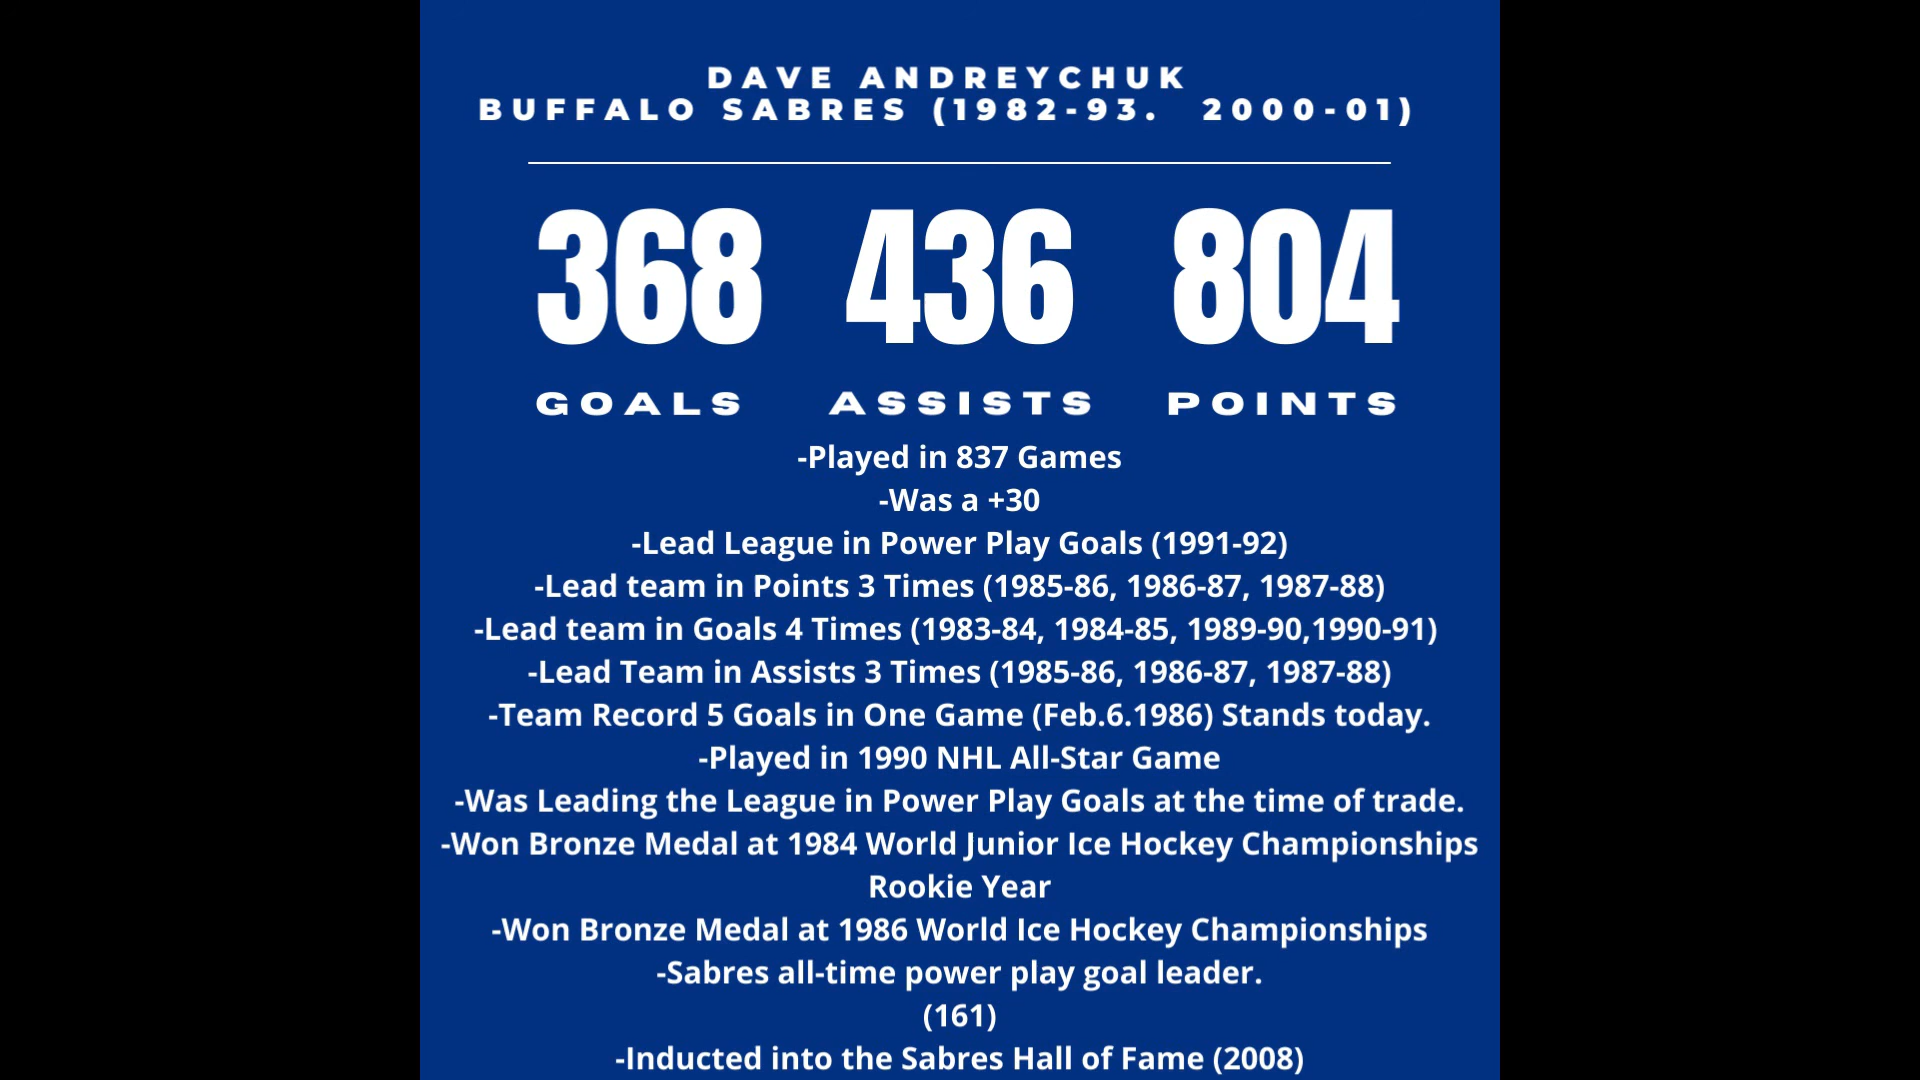 DAVE ANDREYCHUK
BUFFALO SABRES (1982-93. 2000-01)
368 436 804
GOALS ASSISTS POINTS
-Played in 837 Games
-Was a +30
-Lead League in Power Play Goals (1991-92)
-Lead team in Points 3 Times (1985-86, 1986-87, 1987-88)
-Lead team in Goals 4 Times (1983-84, 1984-85, 1989-90,1990-91)
-Lead Team in Assists 3 Times (1985-86, 1986-87, 1987-88)
-Team Record 5 Goals in One Game (Feb.6.1986) Stands today.
-Played in 1990 NHL All-Star Game
-Was Leading the League in Power Play Goals at the time of trade.
-Won Bronze Medal at 1984 World Junior Ice Hockey Championships
Rookie Year
-Won Bronze Medal at 1986 World Ice Hockey Championships
-Sabres all-time power play goal leader.
(161)
-Inducted into the Sabres Hall of Fame (2008)